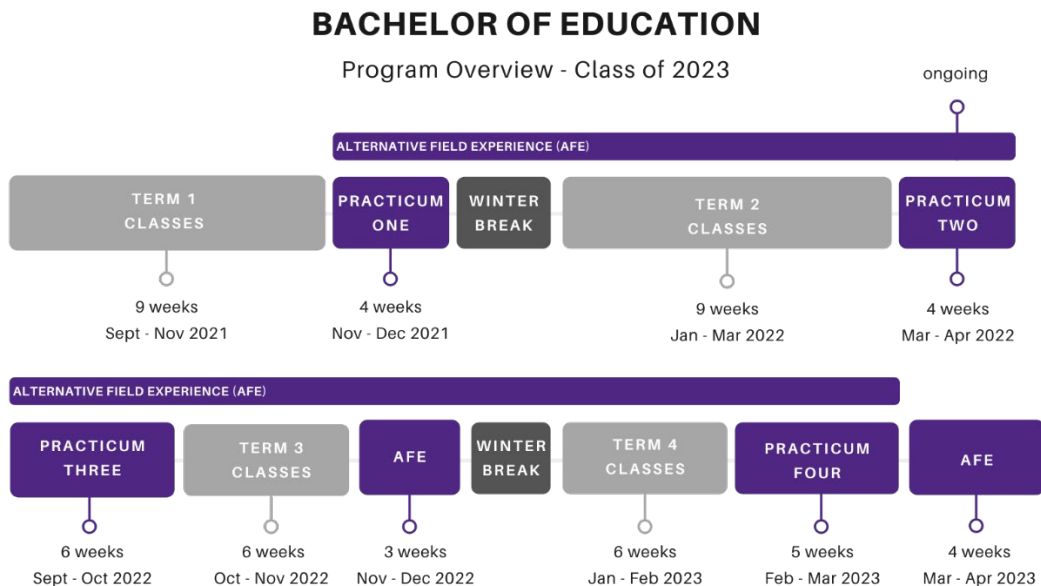 BACHELOR OF EDUCATION
Program Overview - Class of 2023
ongoing
ALTERNATIVE FIELD EXPERIENCE (AFE)
TERM 1
CLASSES
PRACTICUM
ONE
WINTER
BREAK
TERM 2
CLASSES
PRACTICUM
TWO
9 weeks
Sept - Nov 2021
4 weeks
Nov - Dec 2021
9 weeks
Jan - Mar 2022
4 weeks
Mar - Apr 2022
ALTERNATIVE FIELD EXPERIENCE (AFE)
PRACTICUM
THREE
TERM 3
CLASSES
AFE
WINTER
BREAK
TERM 4
CLASSES
PRACTICUM
FOUR
AFE
6 weeks
Sept - Oct 2022
6 weeks
Oct - Nov 2022
3 weeks
Nov - Dec 2022
6 weeks
Jan - Feb 2023
5 weeks
Feb - Mar 2023
4 weeks
Mar - Apr 2023